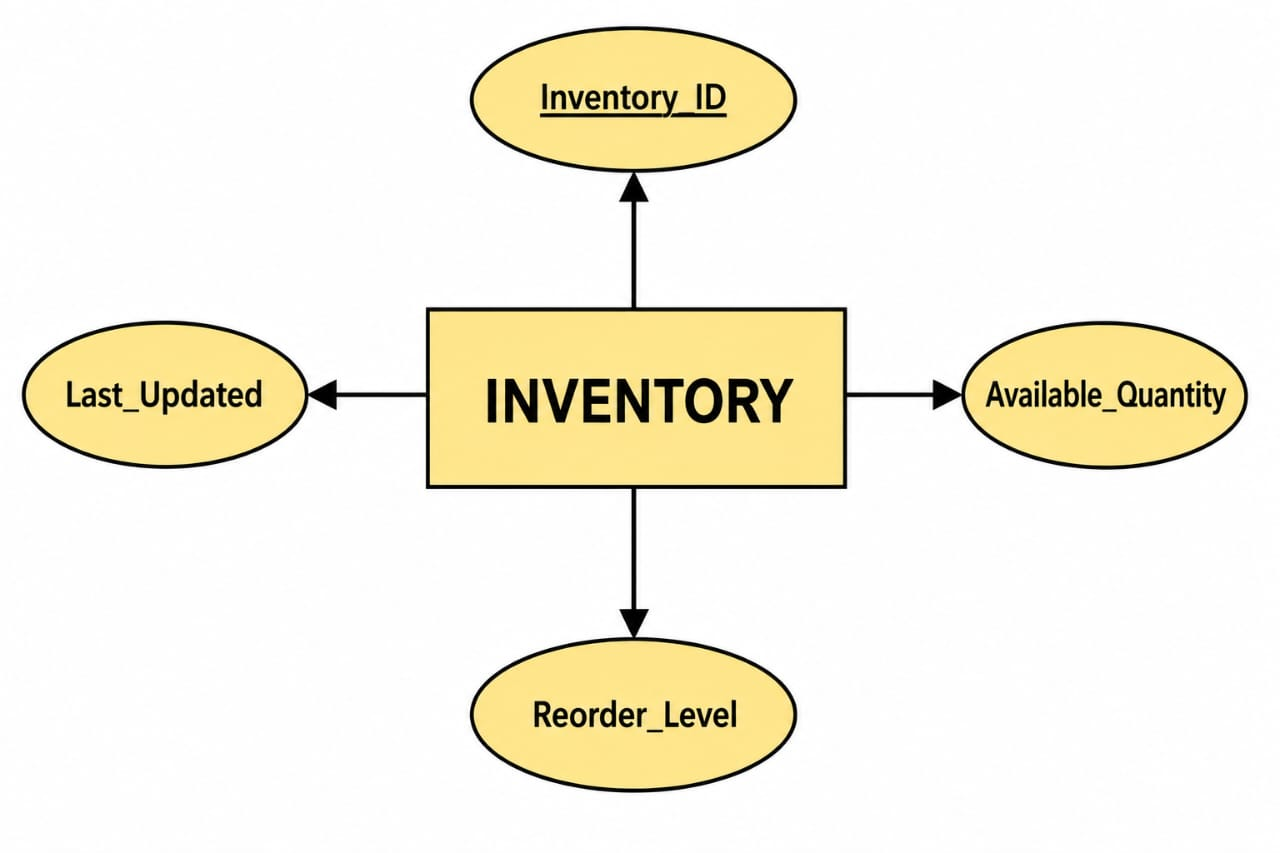 Inventory_ID
Last_Updated
INVENTORY
Available_Quantity
Reorder_Level